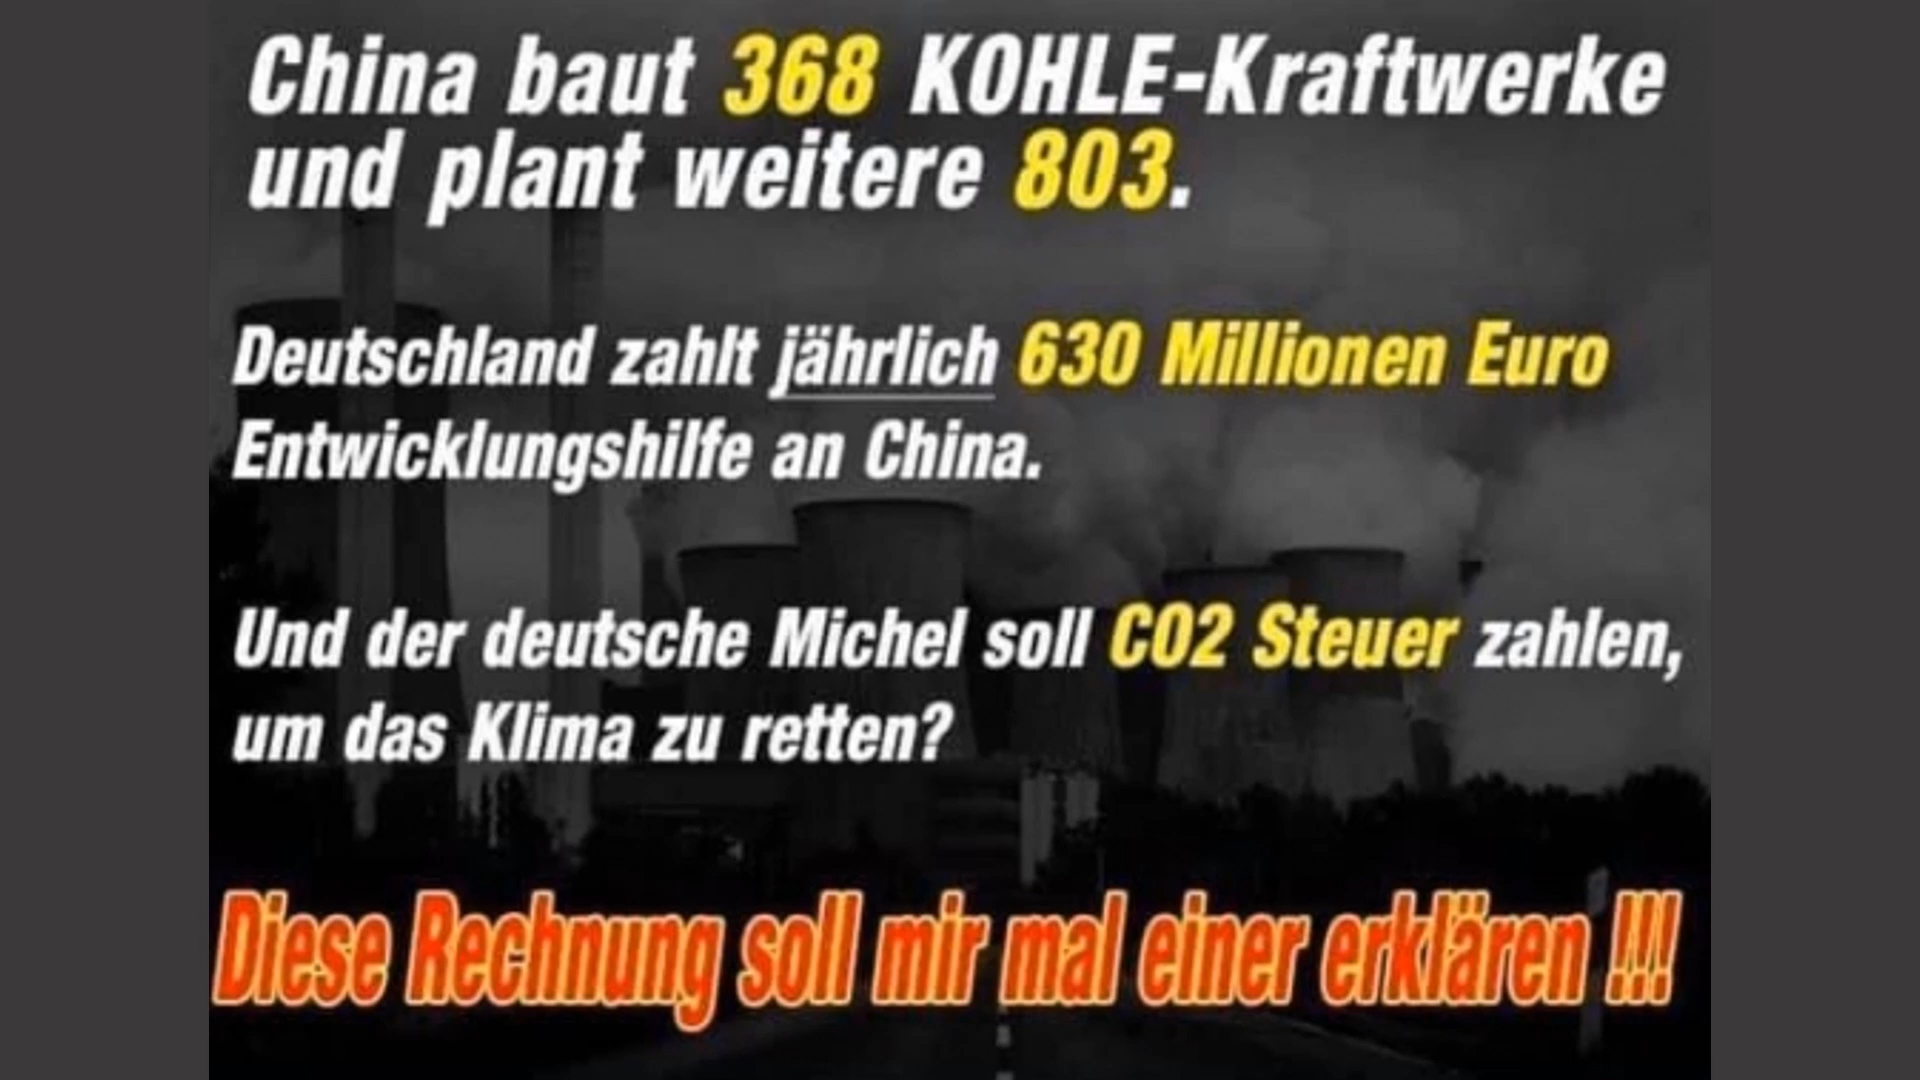 China baut 368 KOHLE-Kraftwerke
und plant weitere 803.
Deutschland zahlt jährlich 630 Millionen Euro
Entwicklungshilfe an China.
Und der deutsche Michel soll CO2 Steuer zahlen,
um das Klima zu retten?
Diese Rechnung soll mir mal einer erklären !!!